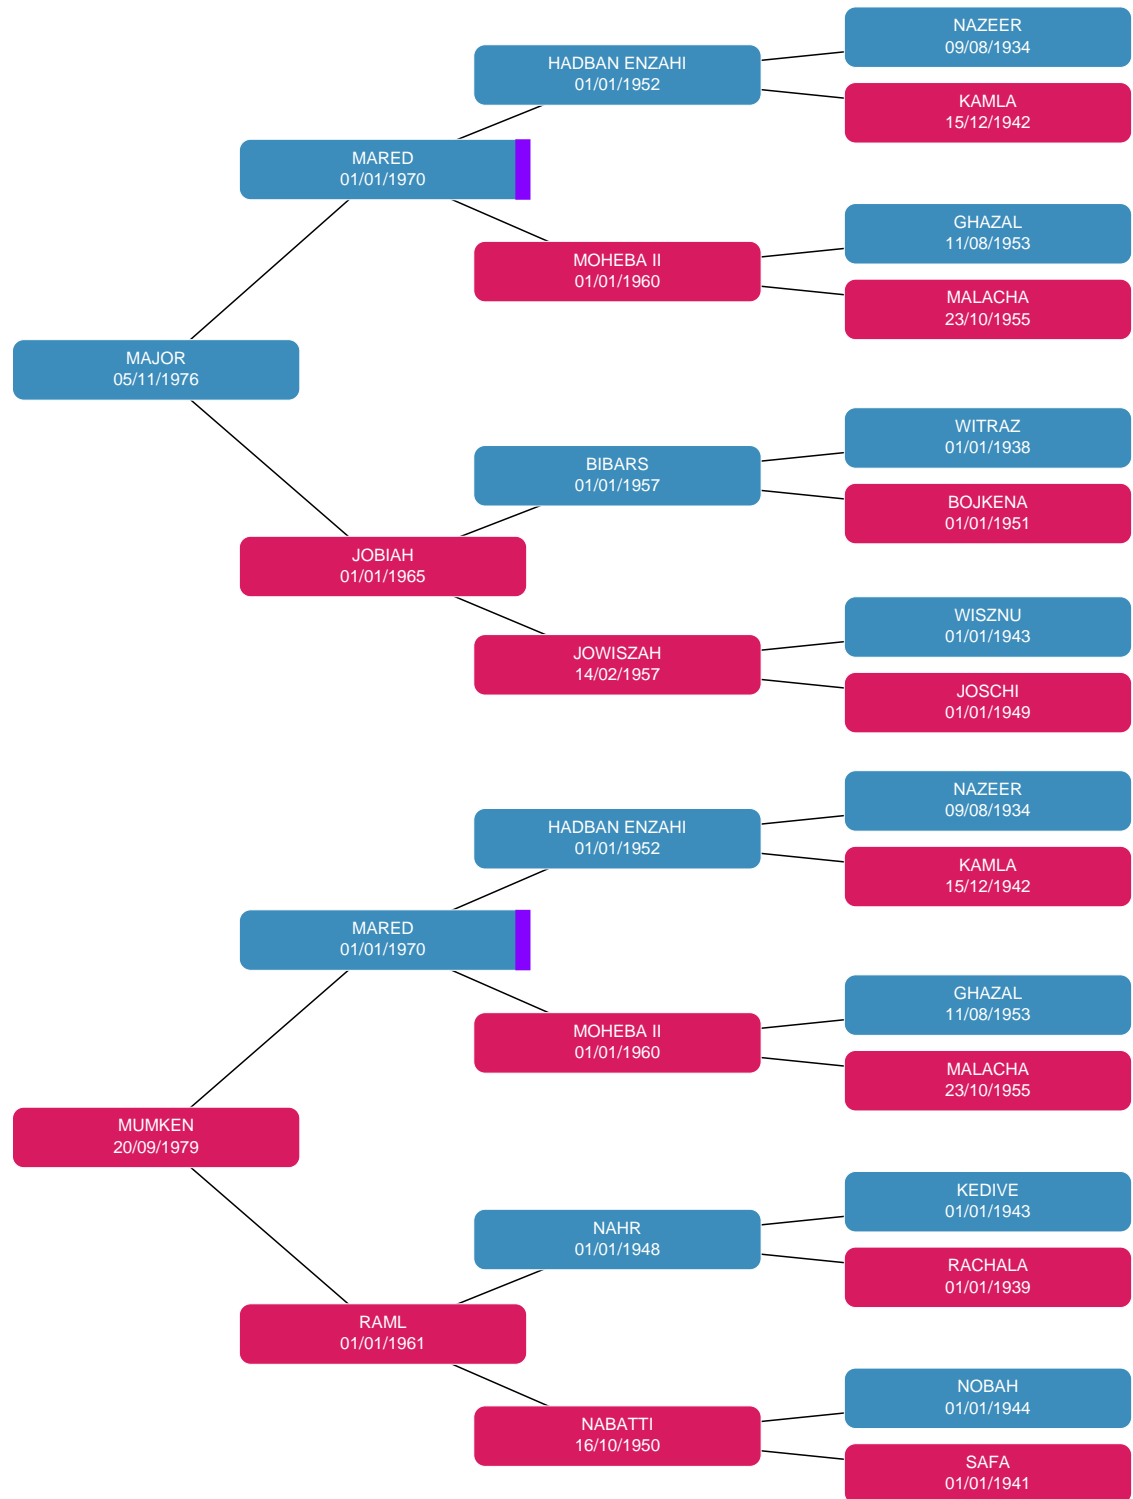 NAZEER
09/08/1934
HADBAN ENZAHI
01/01/1952
KAMLA
15/12/1942
MARED
01/01/1970
GHAZAL
11/08/1953
MOHEBA II
01/01/1960
MALACHA
23/10/1955
MAJOR
05/11/1976
WITRAZ
01/01/1938
BIBARS
01/01/1957
BOJKENA
01/01/1951
JOBIAH
01/01/1965
WISZNU
01/01/1943
JOWISZAH
14/02/1957
JOSCHI
01/01/1949
NAZEER
09/08/1934
HADBAN ENZAHI
01/01/1952
KAMLA
15/12/1942
MARED
01/01/1970
GHAZAL
11/08/1953
MOHEBA II
01/01/1960
MALACHA
23/10/1955
MUMKEN
20/09/1979
KEDIVE
01/01/1943
NAHR
01/01/1948
RACHALA
01/01/1939
RAML
01/01/1961
NOBAH
01/01/1944
NABATTI
16/10/1950
SAFA
01/01/1941